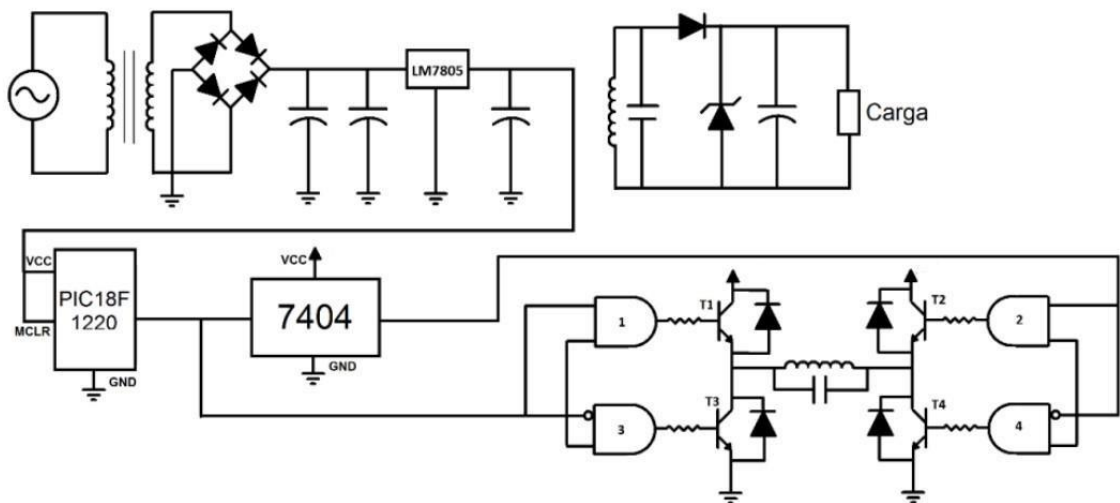 LM7805
Carga
VCC
MCLR
PIC18F
1220
GND
VCC
7404
GND
1
T1
T2
2
3
T3
T4
4